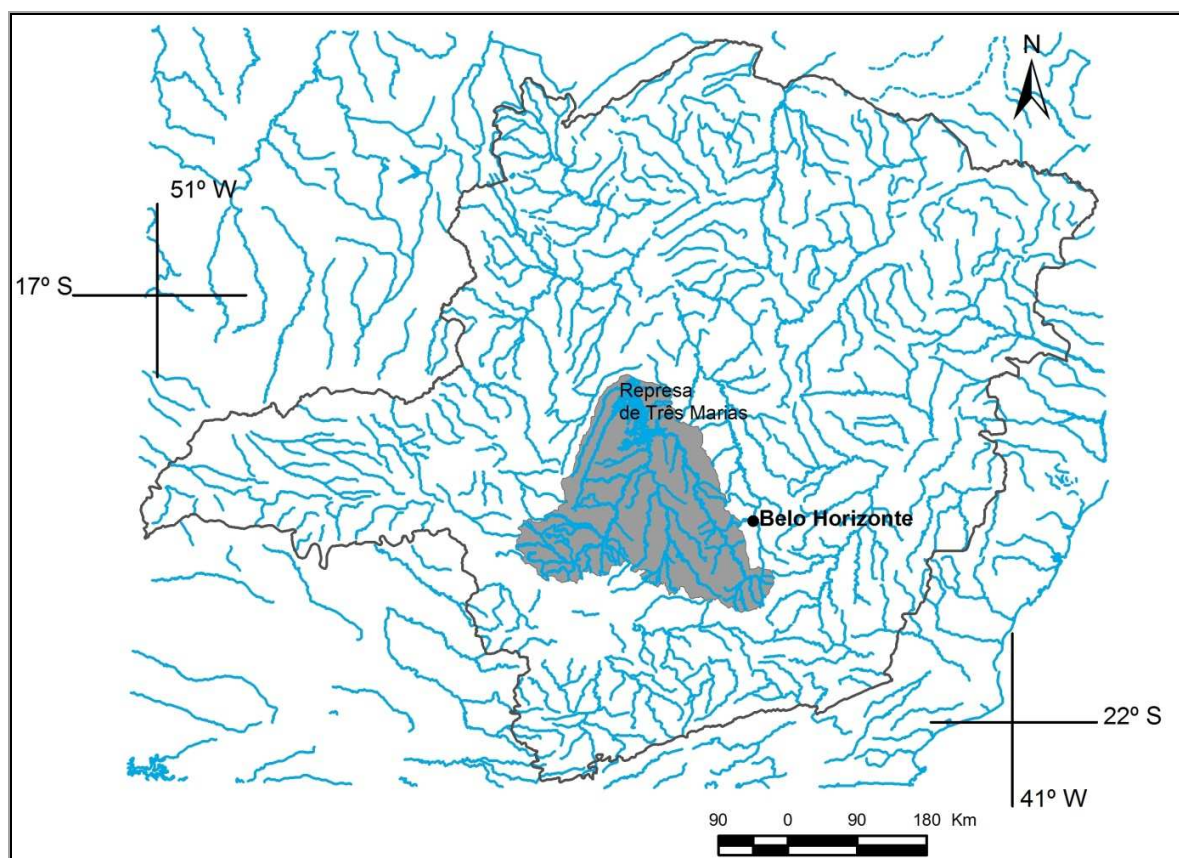 N
51º W
17º S
Represa
de Três Marias
Belo Horizonte
22º S
41º W
90 0 90 180 Km